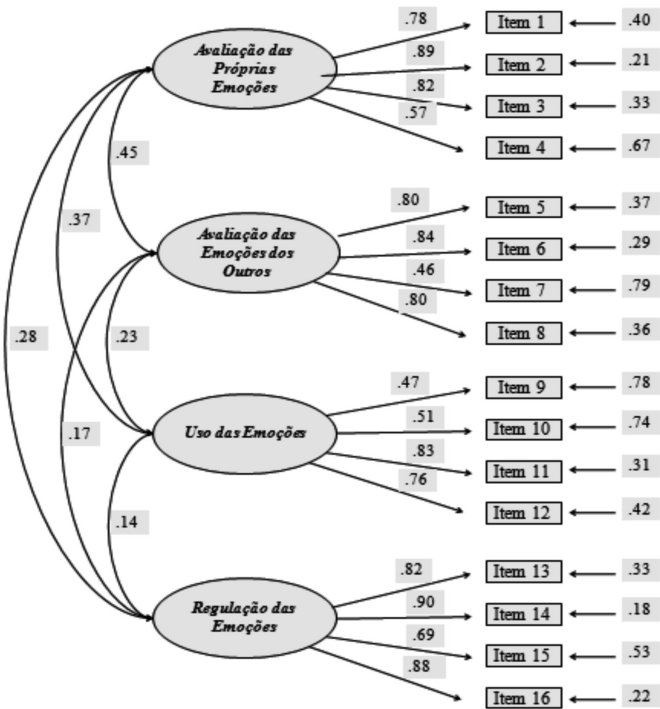 .78
Item 1
.40
Avaliação das
Próprias
Emoções
.89
Item 2
.21
.82
Item 3
.33
.57
Item 4
.67
.45
.37
.80
Item 5
.37
Avaliação das
Emoções dos
Outros
.84
Item 6
.29
.46
Item 7
.79
.80
Item 8
.36
.28
.23
.47
Item 9
.78
Uso das Emoções
.51
Item 10
.74
.17
.83
Item 11
.31
.76
Item 12
.42
.14
.82
Item 13
.33
Regulação das
Emoções
.90
Item 14
.18
.69
Item 15
.53
.88
Item 16
.22